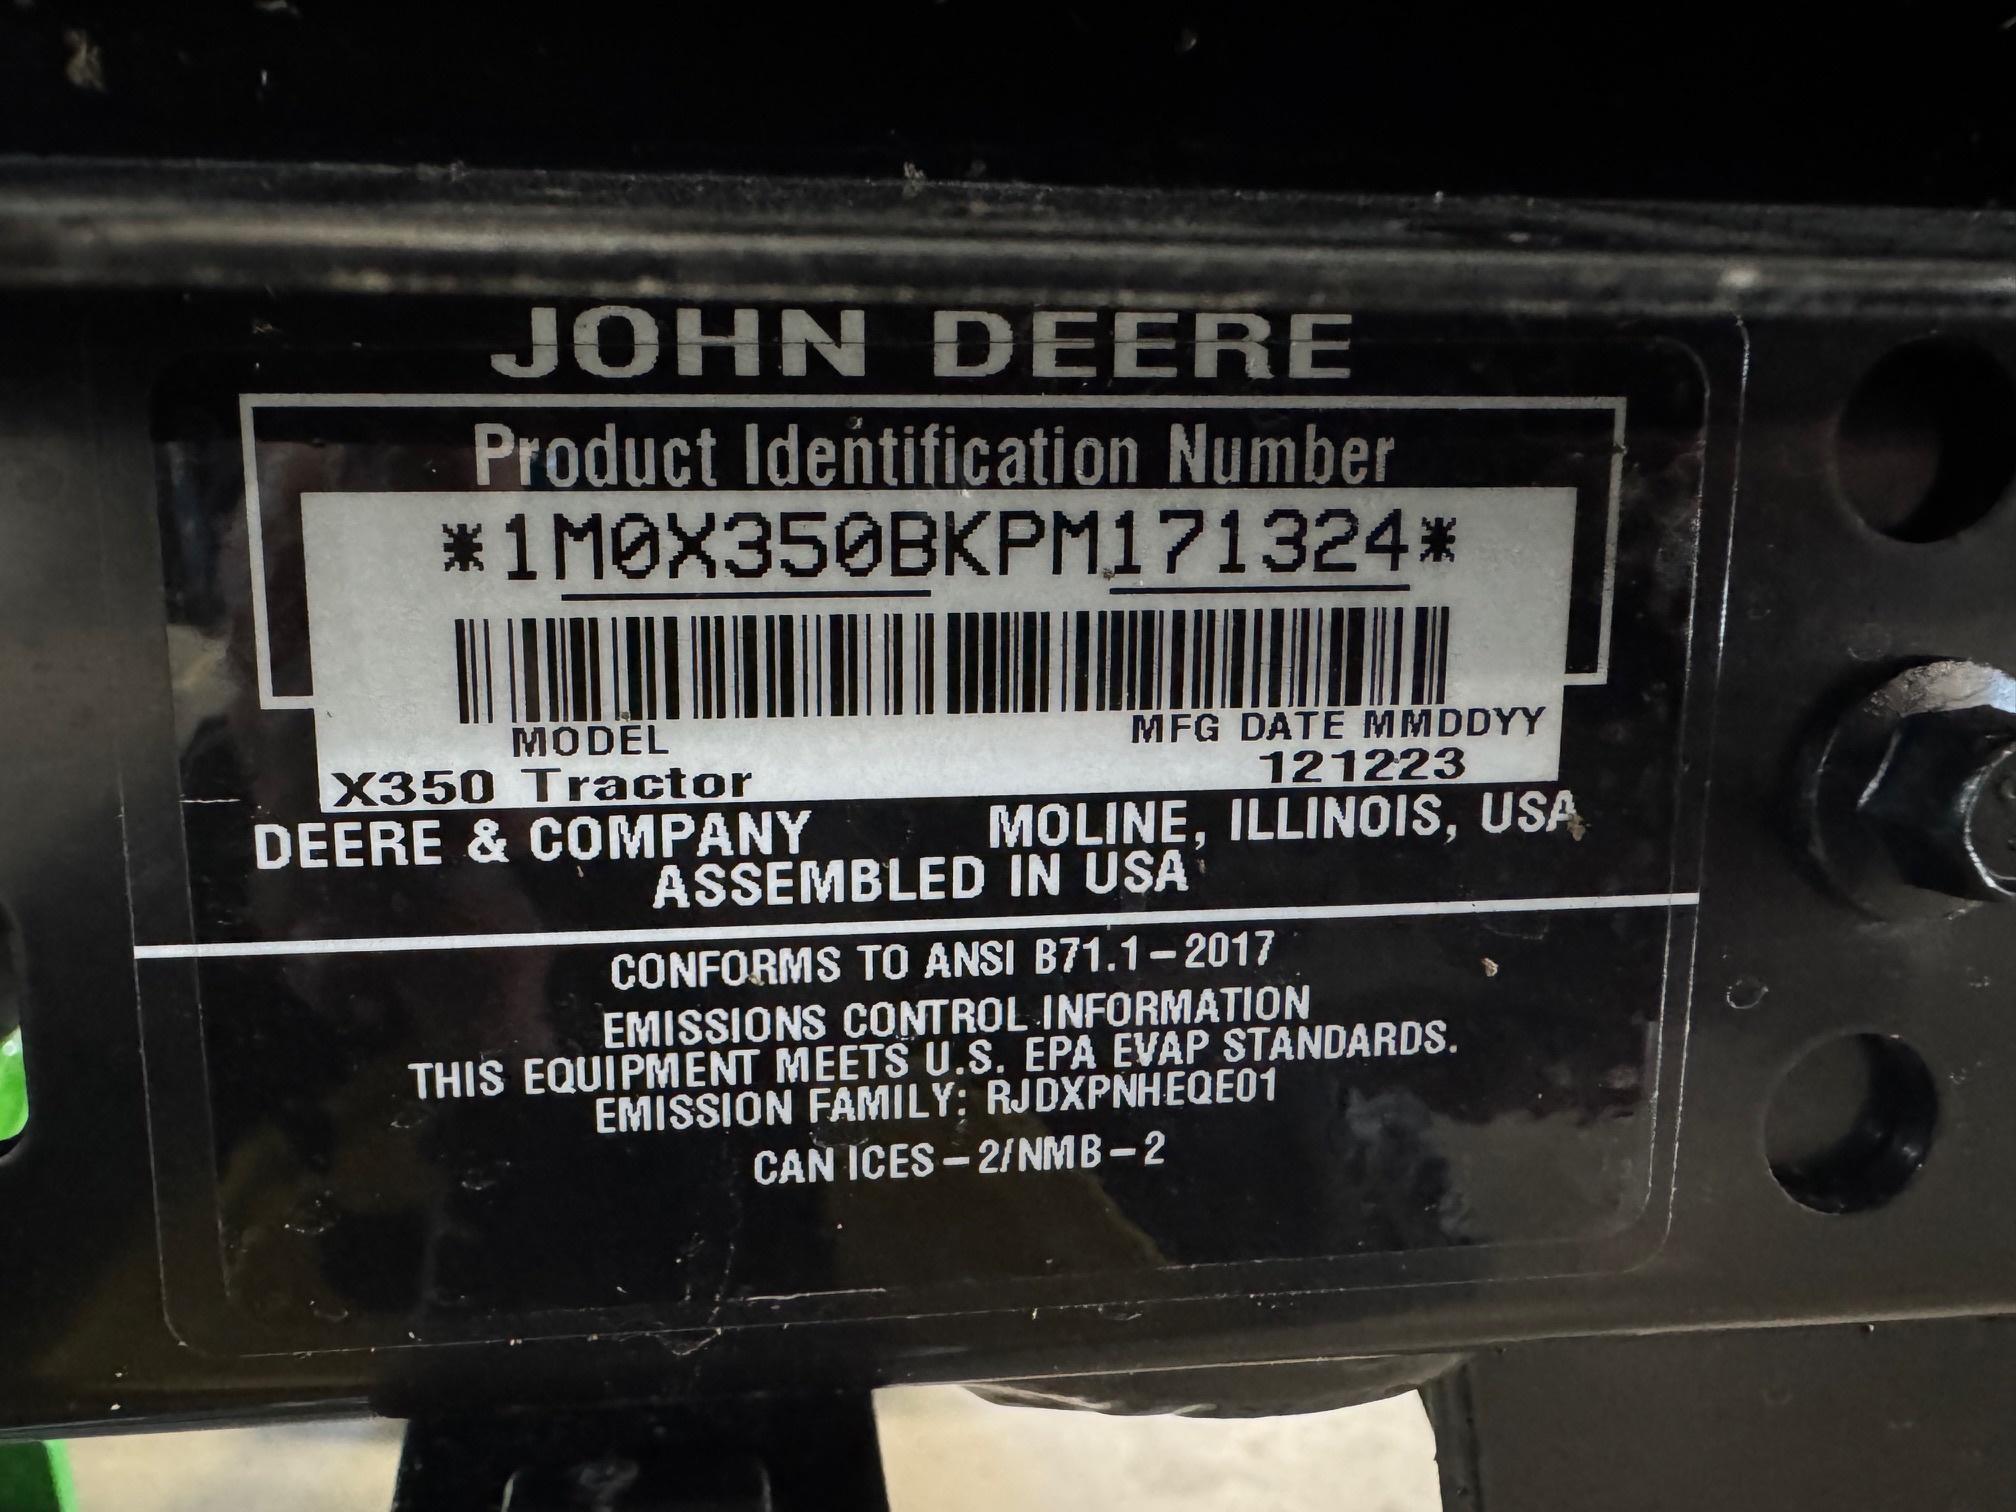 JOHN DEERE
Product Identification Number
*1M0X350BKPM171324*
MODEL MFG DATE MMDDYY
X350 Tractor 121223
DEERE & COMPANY MOLINE, ILLINOIS, USA
ASSEMBLED IN USA
CONFORMS TO ANSI B71.1-2017
EMISSIONS CONTROL INFORMATION
THIS EQUIPMENT MEETS U.S. EPA EVAP STANDARDS.
EMISSION FAMILY: RJDXPNHEQE01
CAN ICES-2/NMB-2